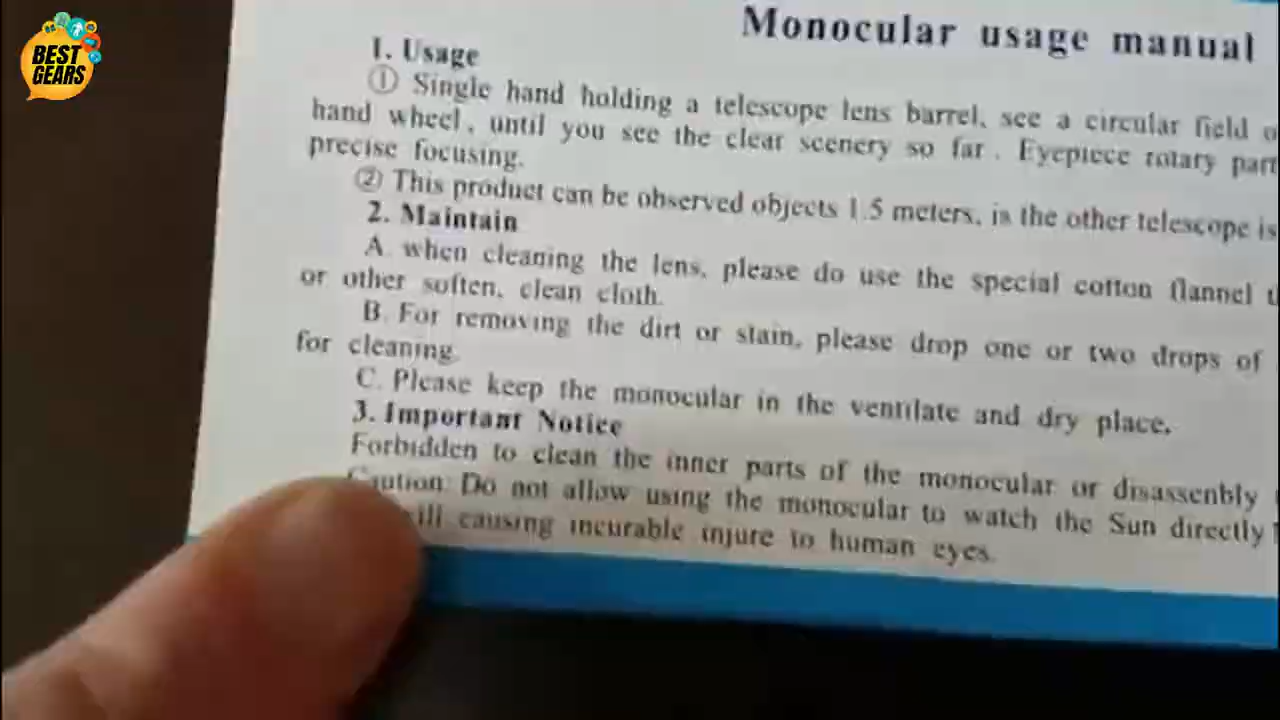 BEST
GEARS
Monocular usage manual
1. Usage
① Single hand holding a telescope lens barrel, see a circular field
hand wheel, until you see the clear scenery so far. Eyepiece rotary part
precise focusing.
② This product can be observed objects 1.5 meters, is the other telescope is
2. Maintain
A. when cleaning the lens, please do use the special cotton flannel
or other soften, clean cloth.
B. For removing the dirt or stain, please drop one or two drops of
for cleaning.
C. Please keep the monocular in the ventilate and dry place.
3. Important Notice
Forbidden to clean the inner parts of the monocular or disassenbly
Caution: Do not allow using the monocular to watch the Sun directly
causing incurable injure to human eyes.